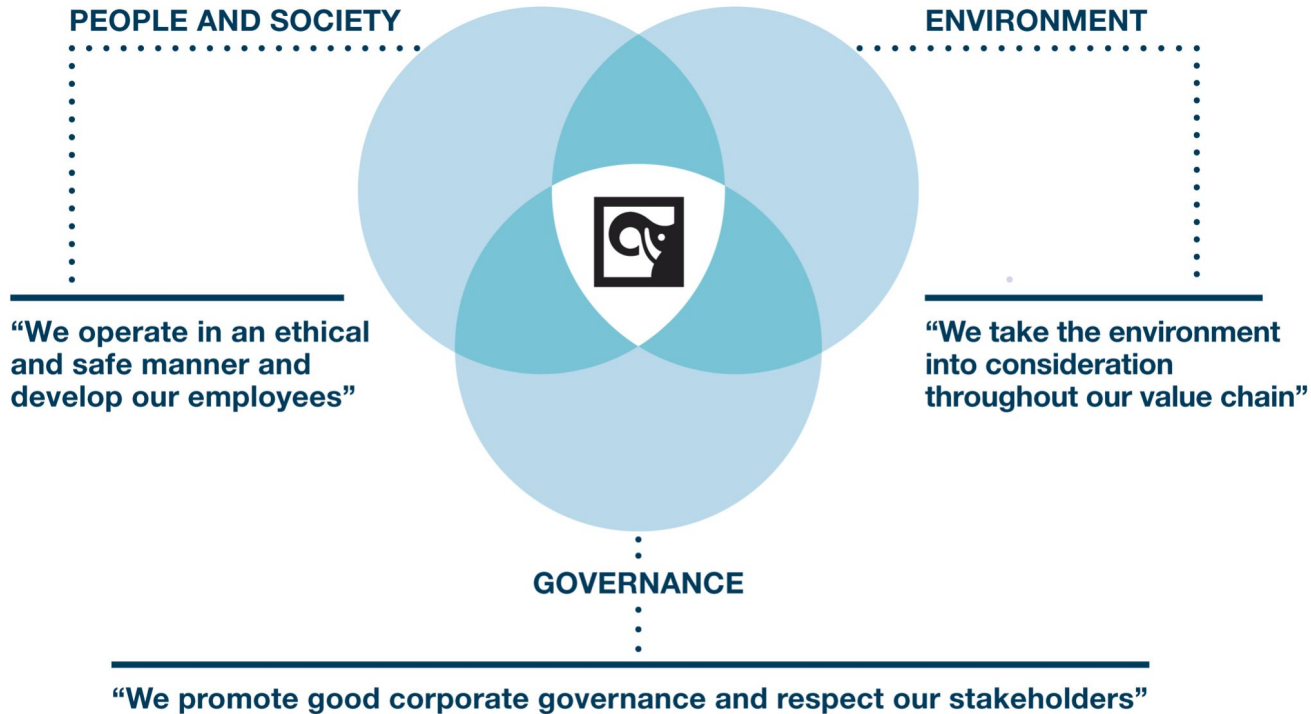 PEOPLE AND SOCIETY
ENVIRONMENT
“We operate in an ethical
and safe manner and
develop our employees”
“We take the environment
into consideration
throughout our value chain”
GOVERNANCE
“We promote good corporate governance and respect our stakeholders”